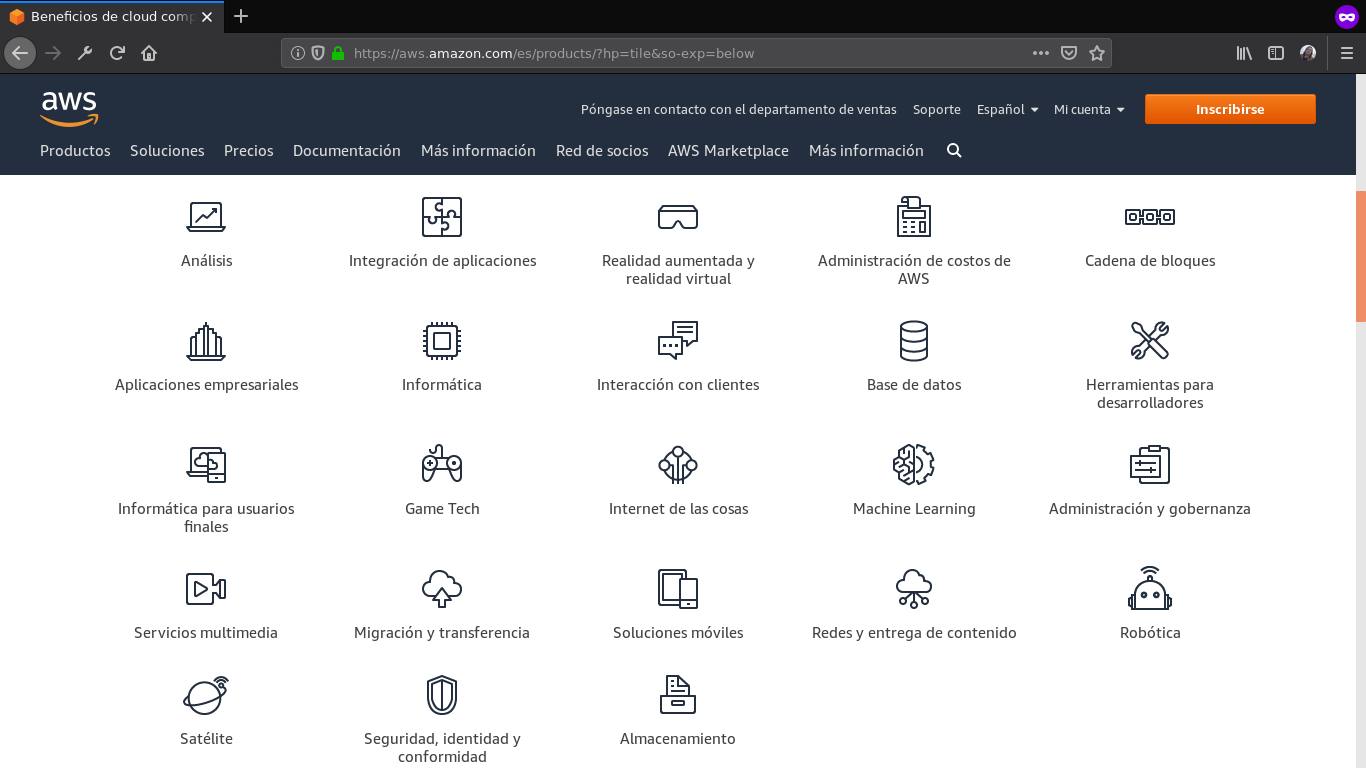 Beneficios de cloud comp
https://aws.amazon.com/es/products/?hp=tile&so-exp=below
aws
Póngase en contacto con el departamento de ventas Soporte Español Mi cuenta Inscribirse
Productos Soluciones Precios Documentación Más información Red de socios AWS Marketplace Más información
Análisis
Integración de aplicaciones
Realidad aumentada y
realidad virtual
Administración de costos de
AWS
Cadena de bloques
Aplicaciones empresariales
Informática
Interacción con clientes
Base de datos
Herramientas para
desarrolladores
Informática para usuarios
finales
Game Tech
Internet de las cosas
Machine Learning
Administración y gobernanza
Servicios multimedia
Migración y transferencia
Soluciones móviles
Redes y entrega de contenido
Robótica
Satélite
Seguridad, identidad y
conformidad
Almacenamiento